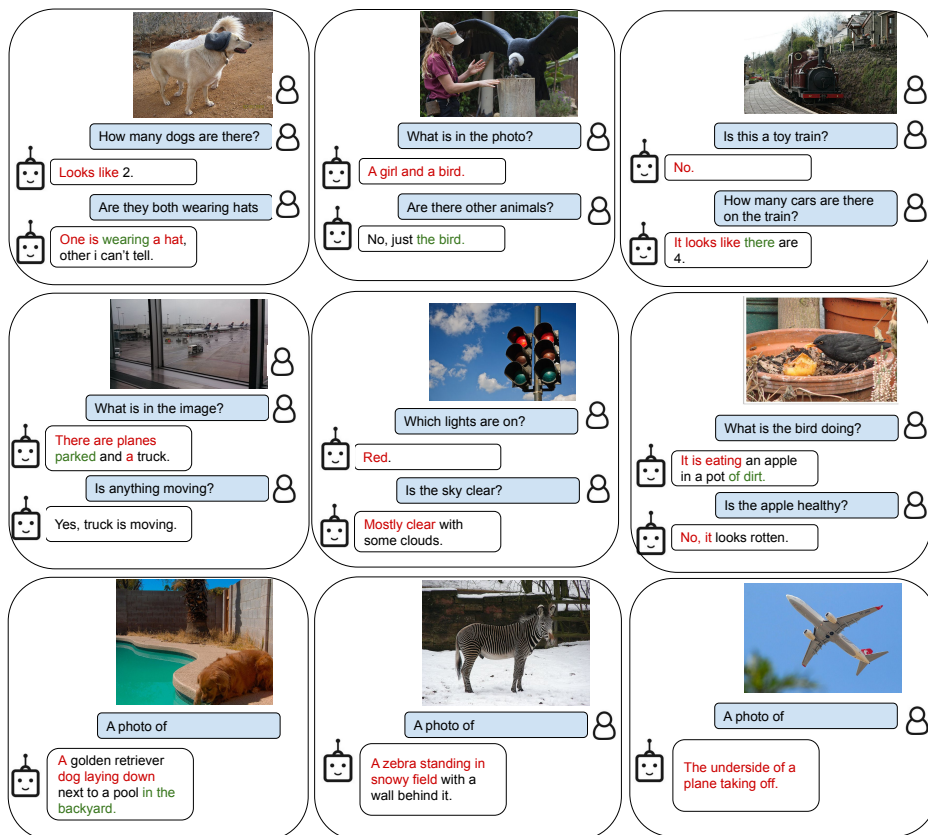 How many dogs are there?
Looks like 2.
Are they both wearing hats
One is wearing a hat,
other i can't tell.
What is in the photo?
A girl and a bird.
Are there other animals?
No, just the bird.
Is this a toy train?
No.
How many cars are there
on the train?
It looks like there are
4.
What is in the image?
There are planes
parked and a truck.
Is anything moving?
Yes, truck is moving.
Which lights are on?
Red.
Is the sky clear?
Mostly clear with
some clouds.
What is the bird doing?
It is eating an apple
in a pot of dirt.
Is the apple healthy?
No, it looks rotten.
A photo of
A golden retriever
dog laying down
next to a pool in the
backyard.
A photo of
A zebra standing in
snowy field with a
wall behind it.
A photo of
The underside of a
plane taking off.